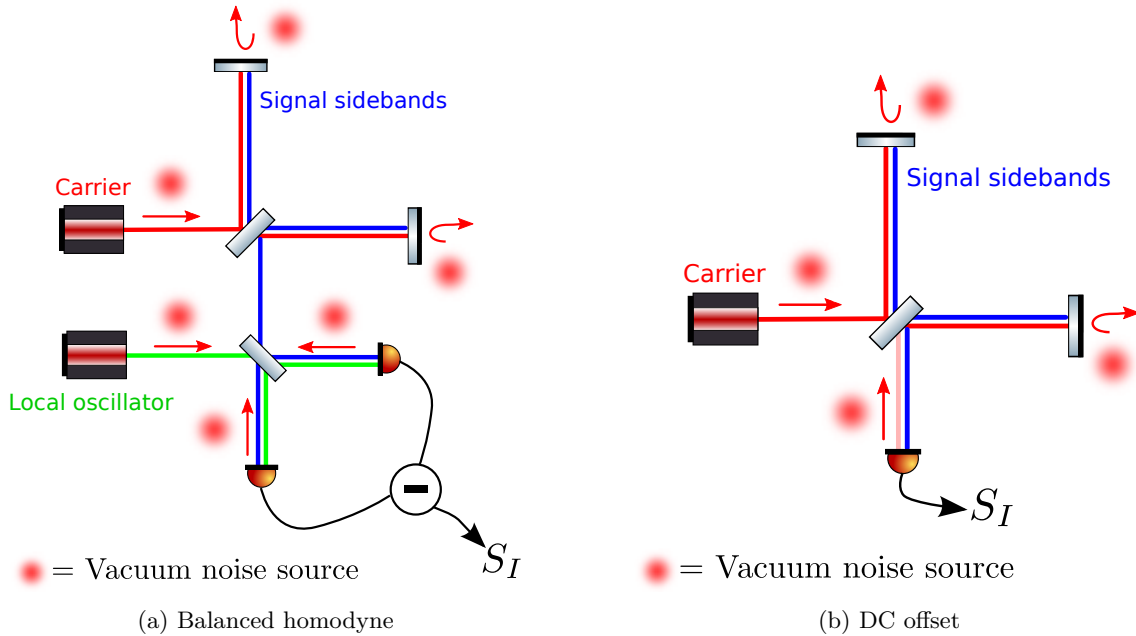 Signal sidebands
Carrier
Local oscillator
S_I
= Vacuum noise source
(a) Balanced homodyne
Signal sidebands
Carrier
S_I
= Vacuum noise source
(b) DC offset